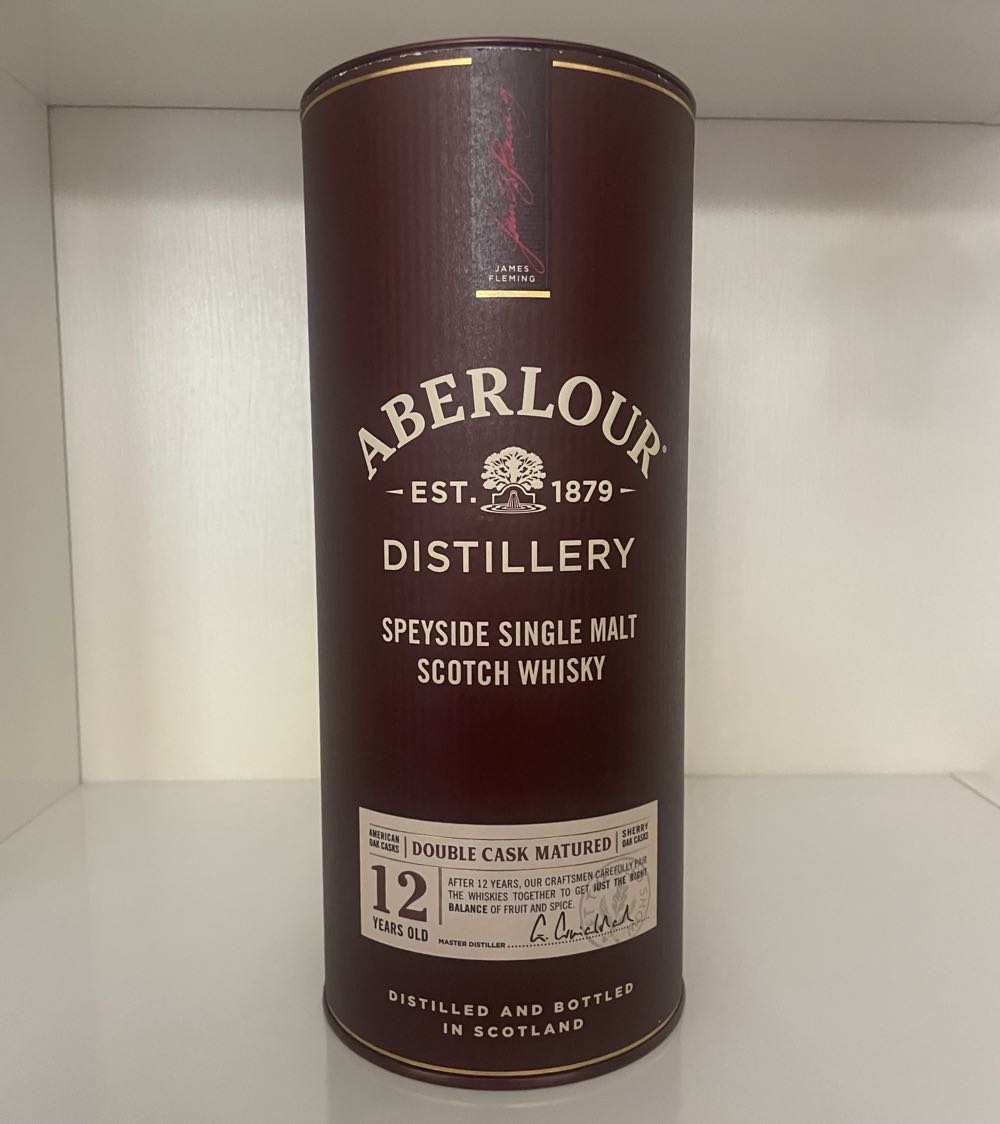 JAMES
FLEMING
ABERLOUR
EST. 1879
DISTILLERY
SPEYSIDE SINGLE MALT
SCOTCH WHISKY
AMERICAN
OAK CASKS
DOUBLE CASK MATURED
SHERRY
OAK CASKS
12
YEARS OLD
AFTER 12 YEARS, OUR CRAFTSMEN CAREFULLY PAIR
THE WHISKIES TOGETHER TO GET JUST THE RIGHT
BALANCE OF FRUIT AND SPICE.
MASTER DISTILLER
DISTILLED AND BOTTLED
IN SCOTLAND